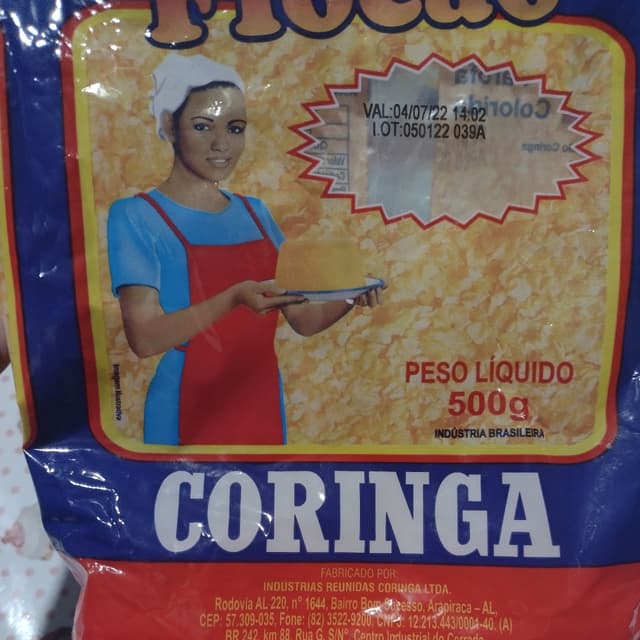 Flocão
VAL:04/07/22 14:02
LOT:050122 039A
PESO LÍQUIDO
500g
INDÚSTRIA BRASILEIRA
CORINGA
FABRICADO POR:
INDUSTRIAS REUNIDAS CORINGA LTDA.
Rodovia AL 220, n° 1644, Bairro Bom Sucesso, Arapiraca - AL,
CEP: 57.309-035, Fone: (82) 3522-9200, CNPJ: 12.213.443/0001-40. (A)
BR 242, km 88, Rua G, S/N°, Centro Industrial do Cerrado